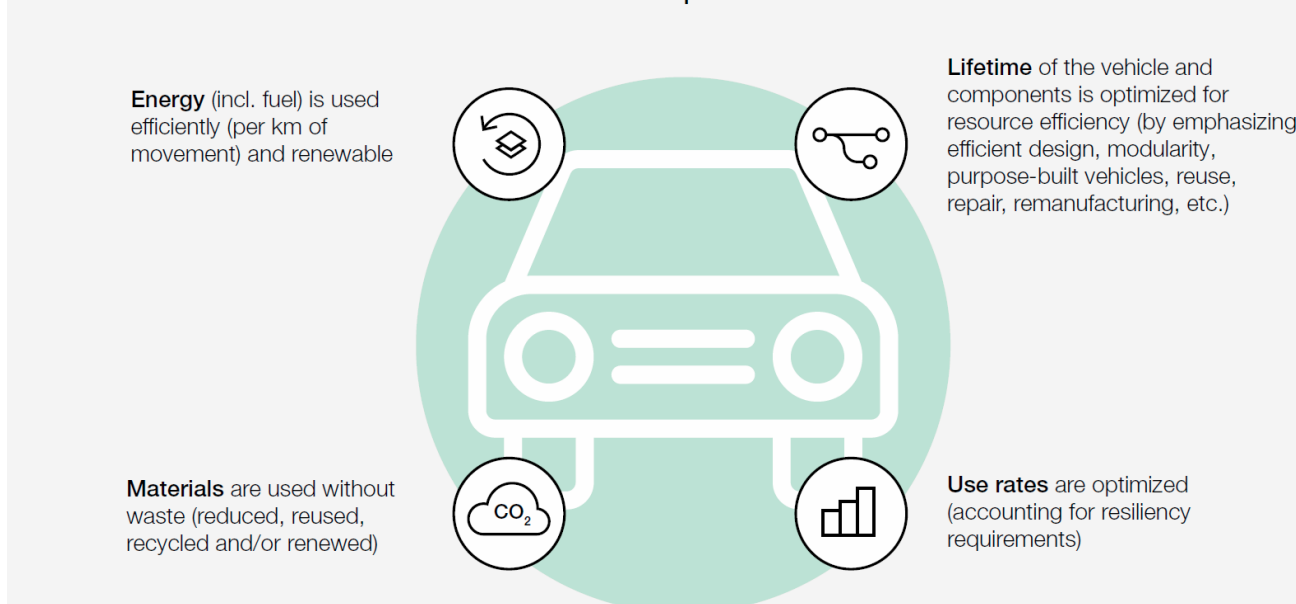 Energy (incl. fuel) is used
efficiently (per km of
movement) and renewable
Lifetime of the vehicle and
components is optimized for
resource efficiency (by emphasizing
efficient design, modularity,
purpose-built vehicles, reuse,
repair, remanufacturing, etc.)
Materials are used without
waste (reduced, reused,
recycled and/or renewed)
CO₂
Use rates are optimized
(accounting for resiliency
requirements)